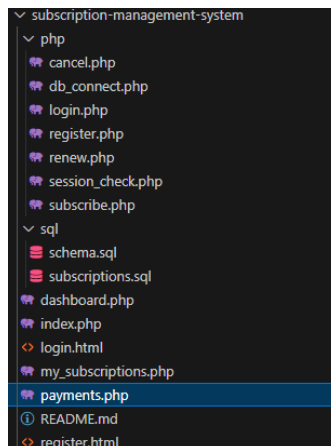 subscription-management-system
php
cancel.php
db_connect.php
login.php
register.php
renew.php
session_check.php
subscribe.php
sql
schema.sql
subscriptions.sql
dashboard.php
index.php
login.html
my_subscriptions.php
payments.php
README.md
register.html